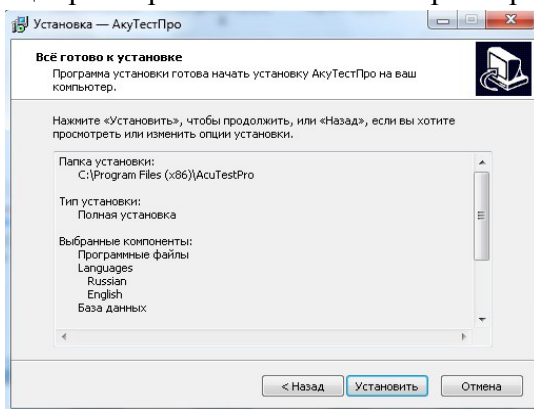 Установка — АкуТестПро
Всё готово к установке
Программа установки готова начать установку АкуТестПро на ваш
компьютер.
Нажмите «Установить», чтобы продолжить, или «Назад», если вы хотите
просмотреть или изменить опции установки.
Папка установки:
C:\Program Files (x86)\AcuTestPro
Тип установки:
Полная установка
Выбранные компоненты:
Программные файлы
Languages
Russian
English
База данных
< Назад
Установить
Отмена